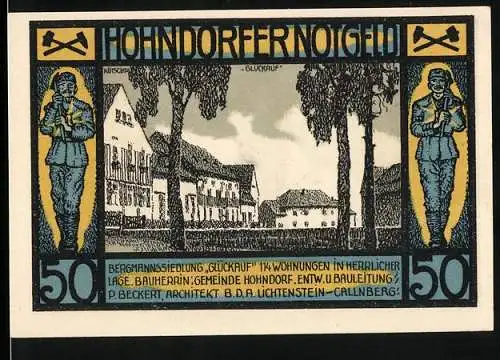 HOHNDORFER NOTGELD
„GLÜCKAUF"
50
50
BERGMANNSSIEDLUNG „GLÜCKAUF" 114 WOHNUNGEN IN HERRLICHER
LAGE. BAUHERRIN: GEMEINDE HOHNDORF. ENTW. U. BAULEITUNG:
P. BECKERT, ARCHITEKT B.D.A. LICHTENSTEIN-CALLNBERG.